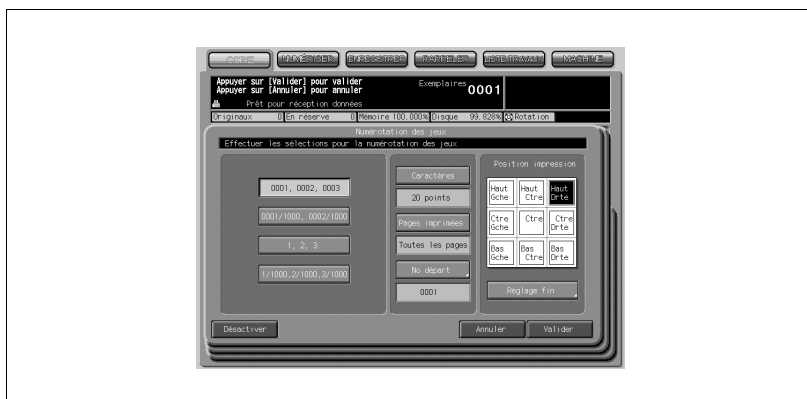 COPIE NUMÉRISER ENREGISTRER RAPPELER LISTE TRAVAUX MACHINE
Appuyer sur [Valider] pour valider
Appuyer sur [Annuler] pour annuler
Exemplaires 0001
Prêt pour réception données
Originaux 0 En réserve 0 Mémoire 100.000% Disque 99.828% Rotation
Numérotation des jeux
Effectuer les sélections pour la numérotation des jeux
0001, 0002, 0003
0001/1000, 0002/1000
1, 2, 3
1/1000,2/1000,3/1000
Caractères
20 points
Pages imprimées
Toutes les pages
No départ
0001
Position impression
Haut Gche
Haut Ctre
Haut Drte
Ctre Gche
Ctre
Ctre Drte
Bas Gche
Bas Ctre
Bas Drte
Réglage fin
Désactiver
Annuler
Valider